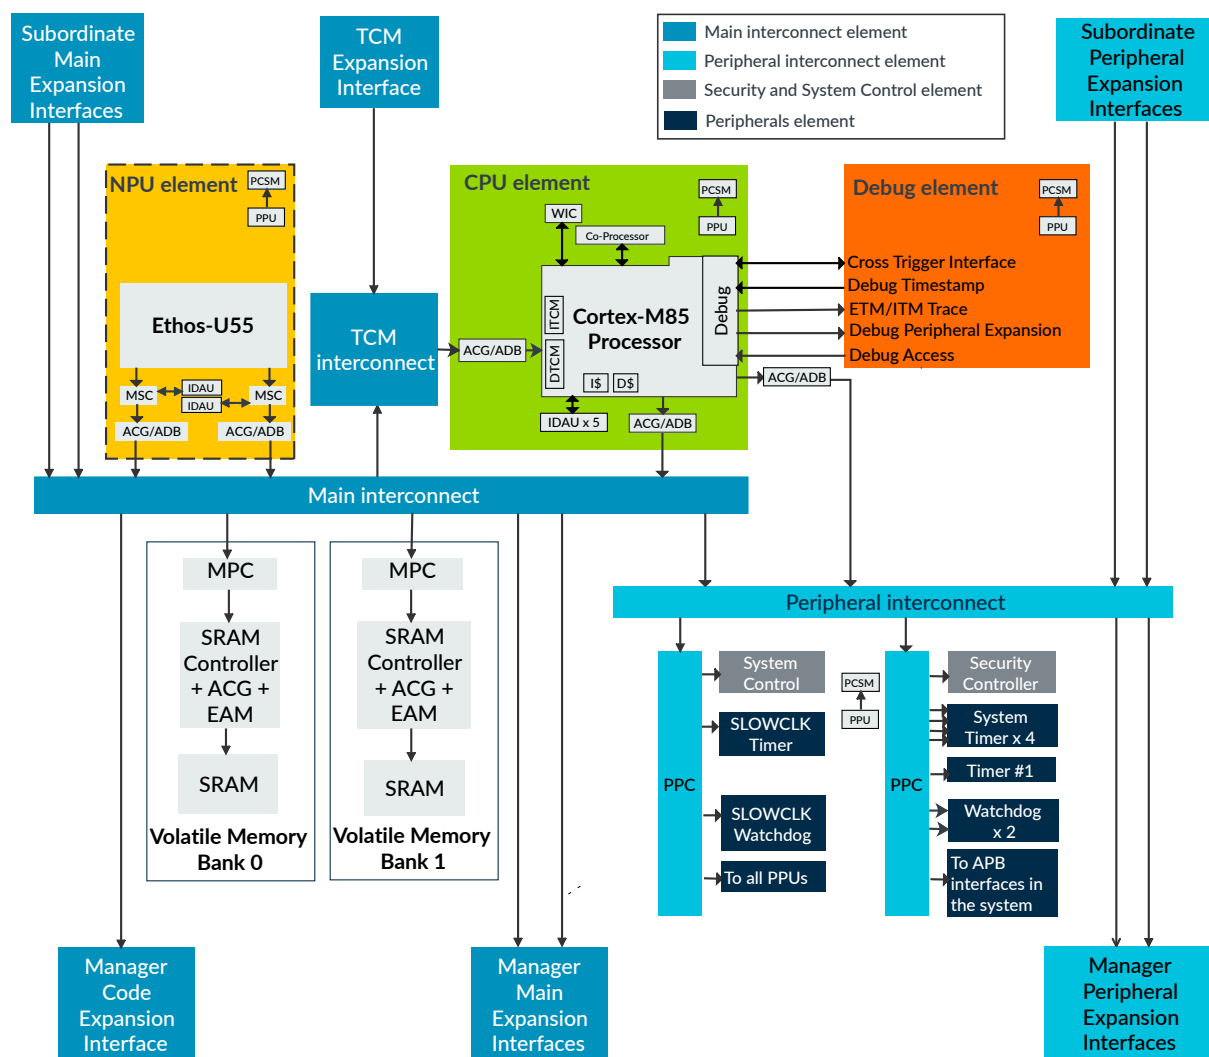 Subordinate
Main
Expansion
Interfaces
TCM
Expansion
Interface
Main interconnect element
Peripheral interconnect element
Security and System Control element
Peripherals element
Subordinate
Peripheral
Expansion
Interfaces
NPU element
PCSM
PPU
Ethos-U55
MSC
IDAU
IDAU
MSC
ACG/ADB
ACG/ADB
TCM
interconnect
CPU element
PCSM
PPU
WIC
Co-Processor
ACG/ADB
ITCM
DTCM
Cortex-M85
Processor
Debug
I$
D$
IDAU x 5
ACG/ADB
ACG/ADB
Debug element
PCSM
PPU
Cross Trigger Interface
Debug Timestamp
ETM/ITM Trace
Debug Peripheral Expansion
Debug Access
Main interconnect
MPC
SRAM
Controller
+ ACG +
EAM
SRAM
Volatile Memory
Bank 0
MPC
SRAM
Controller
+ ACG +
EAM
SRAM
Volatile Memory
Bank 1
Peripheral interconnect
PPC
System
Control
SLOWCLK
Timer
SLOWCLK
Watchdog
To all PPUs
PCSM
PPU
PPC
Security
Controller
System
Timer x 4
Timer #1
Watchdog
x 2
To APB
interfaces in
the system
Manager
Code
Expansion
Interface
Manager
Main
Expansion
Interfaces
Manager
Peripheral
Expansion
Interfaces